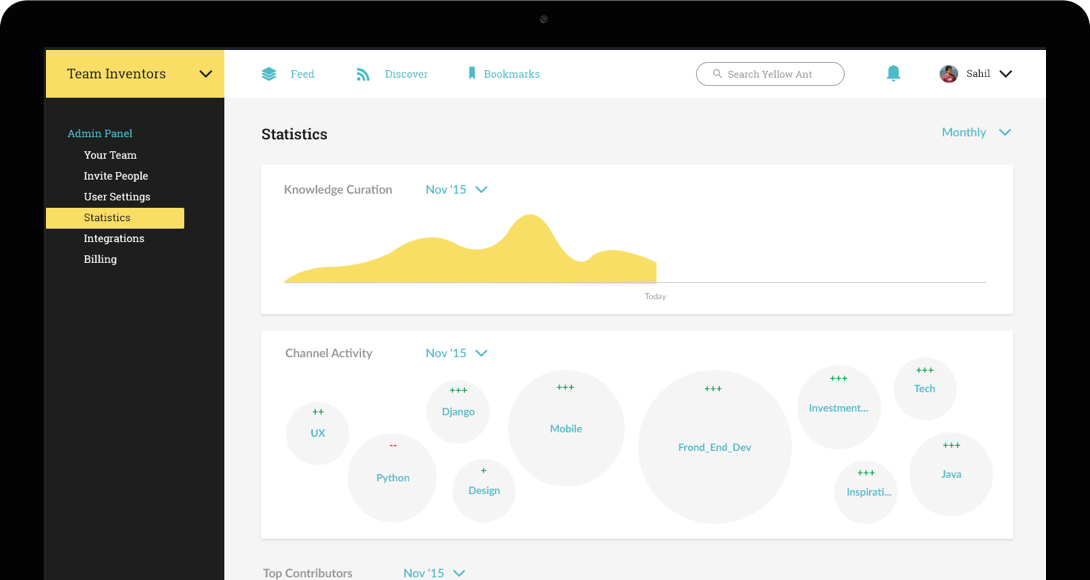 Team Inventors
Feed
Discover
Bookmarks
Search Yellow Ant
Sahil
Admin Panel
Your Team
Invite People
User Settings
Statistics
Integrations
Billing
Statistics
Monthly
Knowledge Curation
Nov '15
Today
Channel Activity
Nov '15
++
UX
--
Python
+++
Django
+
Design
+++
Mobile
+++
Frond_End_Dev
+++
Investment...
+++
Inspirati...
+++
Tech
+++
Java
Top Contributors
Nov '15